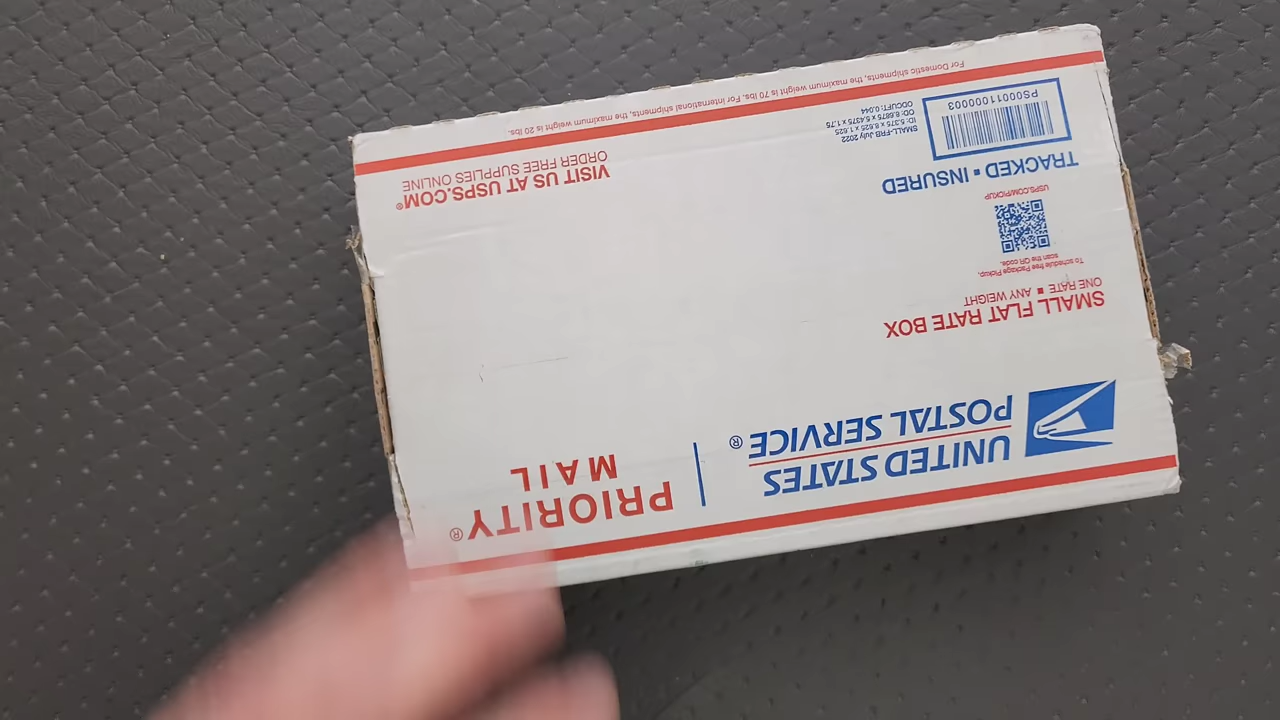 UNITED STATES
POSTAL SERVICE®
PRIORITY®
MAIL
SMALL FLAT RATE BOX
ONE RATE ■ ANY WEIGHT
To schedule free Package Pickup,
scan the QR code.
USPS.COM/PICKUP
TRACKED ■ INSURED
PS00011000003
SMALL-FRB July 2022
ID: 5.375 x 8.625 x 1.625
OD: 8.6875 x 5.4375 x 1.75
ODCUFT: 0.044
VISIT US AT USPS.COM®
ORDER FREE SUPPLIES ONLINE
For Domestic shipments, the maximum weight is 70 lbs. For international shipments, the maximum weight is 20 lbs.